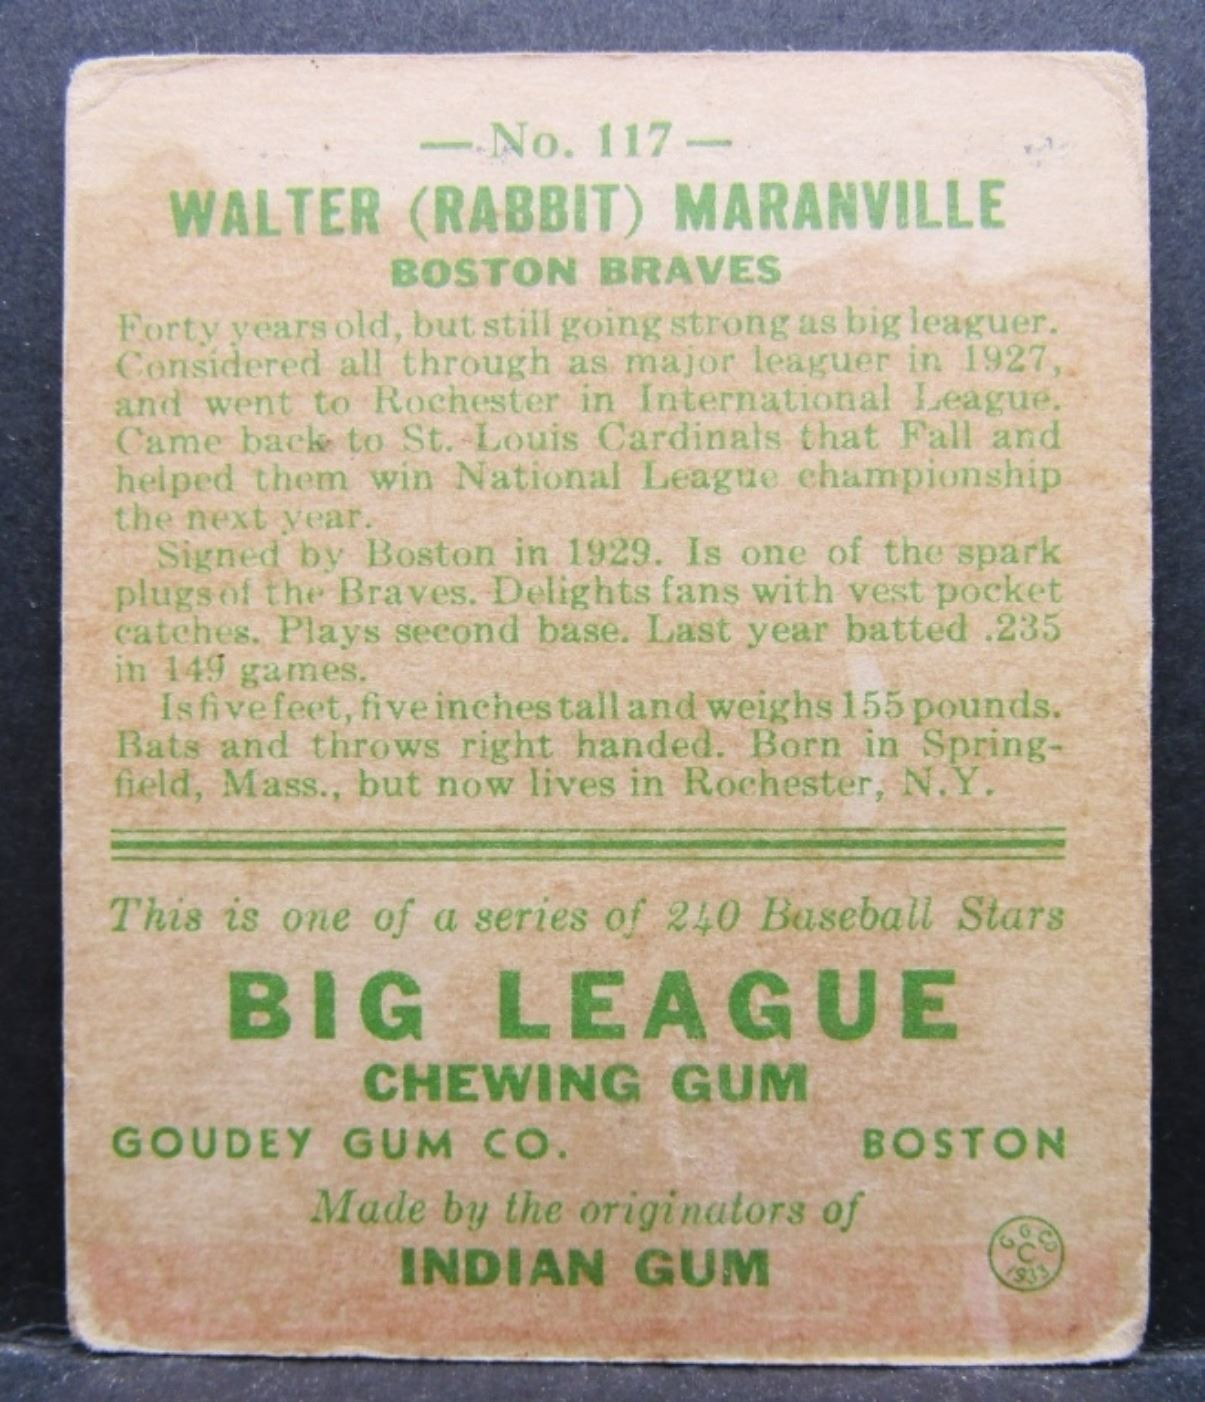 — No. 117 —
WALTER (RABBIT) MARANVILLE
BOSTON BRAVES
Forty years old, but still going strong as big leaguer.
Considered all through as major leaguer in 1927,
and went to Rochester in International League.
Came back to St. Louis Cardinals that Fall and
helped them win National League championship
the next year.
Signed by Boston in 1929. Is one of the spark
plugs of the Braves. Delights fans with vest pocket
catches. Plays second base. Last year batted .235
in 149 games.
Is five feet, five inches tall and weighs 155 pounds.
Bats and throws right handed. Born in Spring-
field, Mass., but now lives in Rochester, N.Y.
This is one of a series of 240 Baseball Stars
BIG LEAGUE
CHEWING GUM
GOUDEY GUM CO. BOSTON
Made by the originators of
INDIAN GUM
G. G. CO.
C
1933